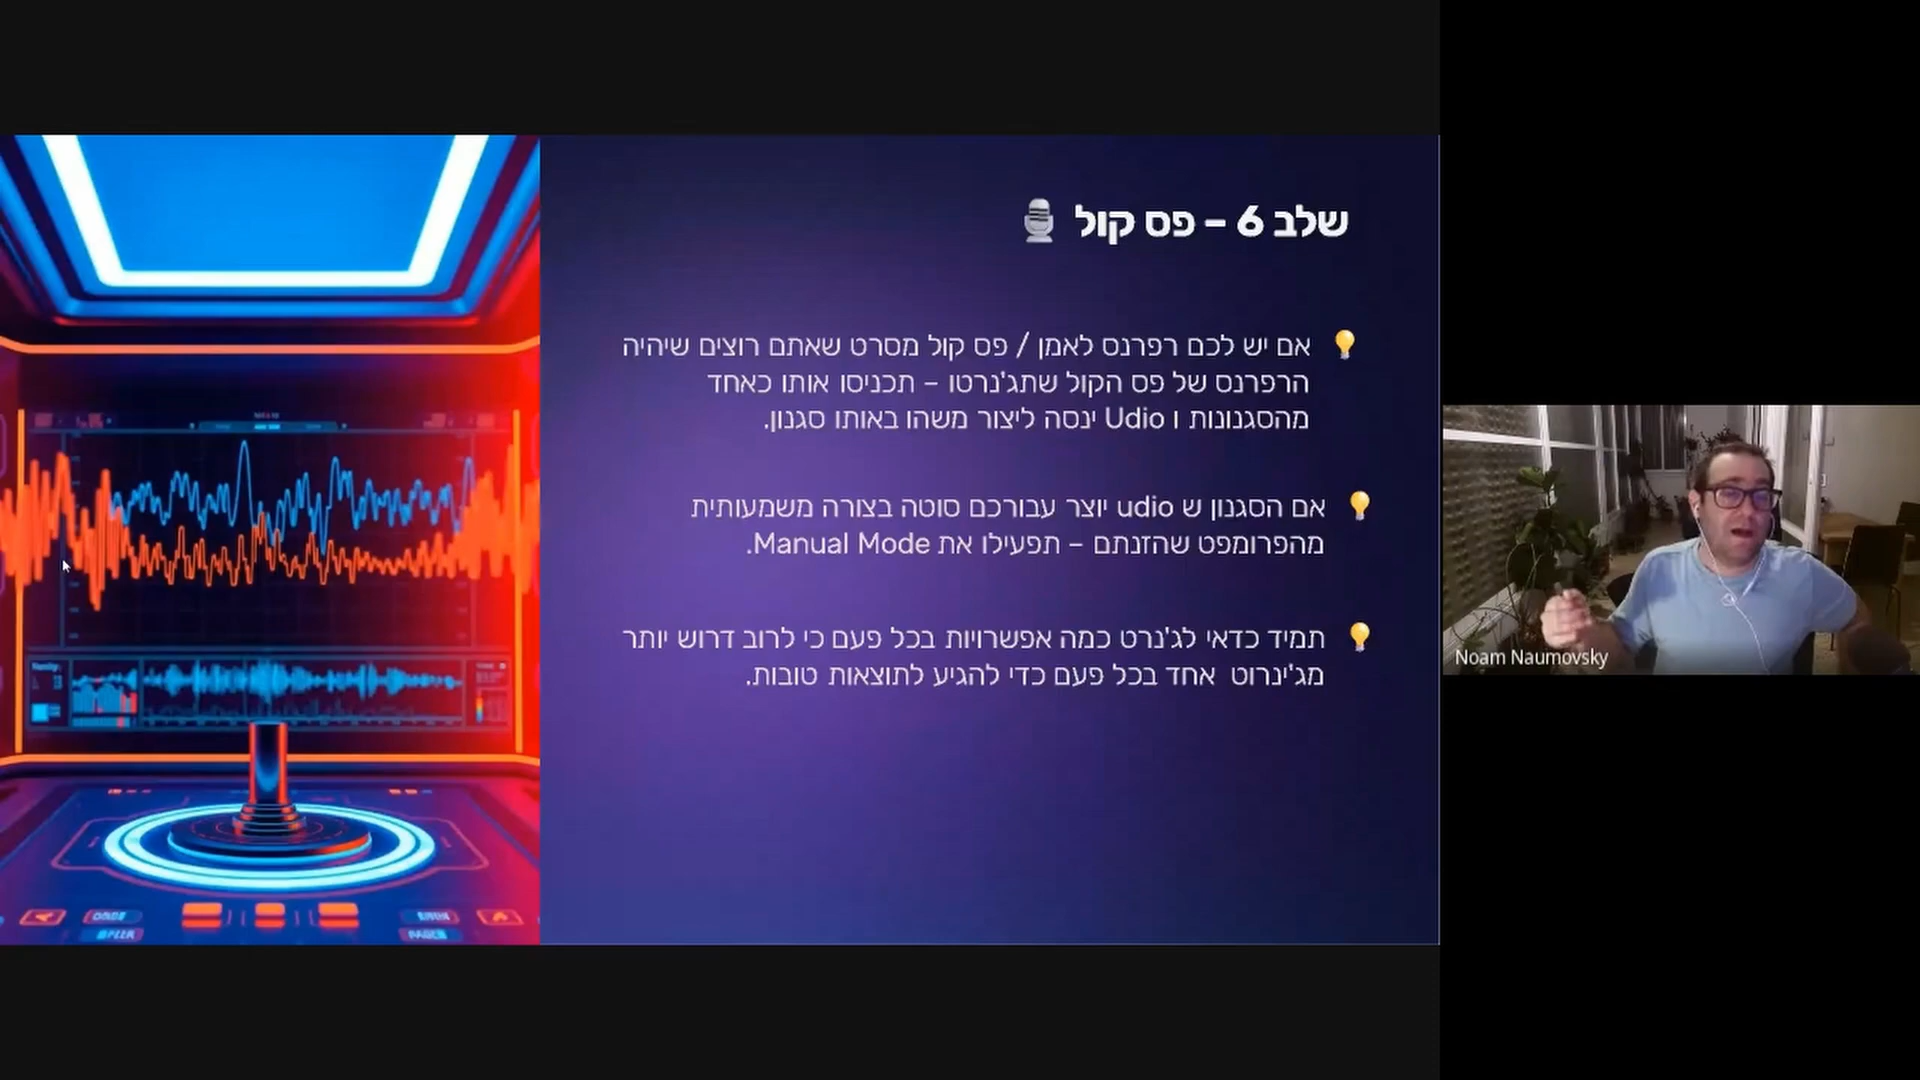 שלב 6 – פס קול
אם יש לכם רפרנס לאמן / פס קול מסרט שאתם רוצים שיהיה
הרפרנס של פס הקול שתג'נרטו – תכניסו אותו כאחד
מהסגנונות ו Udio ינסה ליצור משהו באותו סגנון.
אם הסגנון ש udio יוצר עבורכם סוטה בצורה משמעותית
מהפרומפט שהזנתם – תפעילו את Manual Mode.
תמיד כדאי לג'נרט כמה אפשרויות בכל פעם כי לרוב דרוש יותר
מג'ינרוט אחד בכל פעם כדי להגיע לתוצאות טובות.
Noam Naumovsky